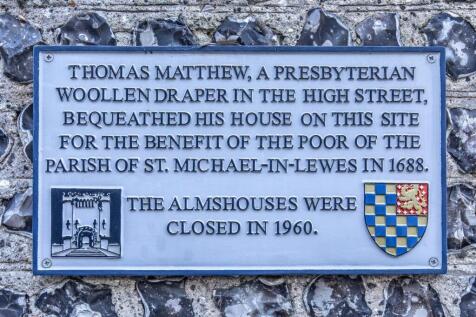 THOMAS MATTHEW, A PRESBYTERIAN
WOOLLEN DRAPER IN THE HIGH STREET,
BEQUEATHED HIS HOUSE ON THIS SITE
FOR THE BENEFIT OF THE POOR OF THE
PARISH OF ST. MICHAEL-IN-LEWES IN 1688.
THE ALMSHOUSES WERE
CLOSED IN 1960.